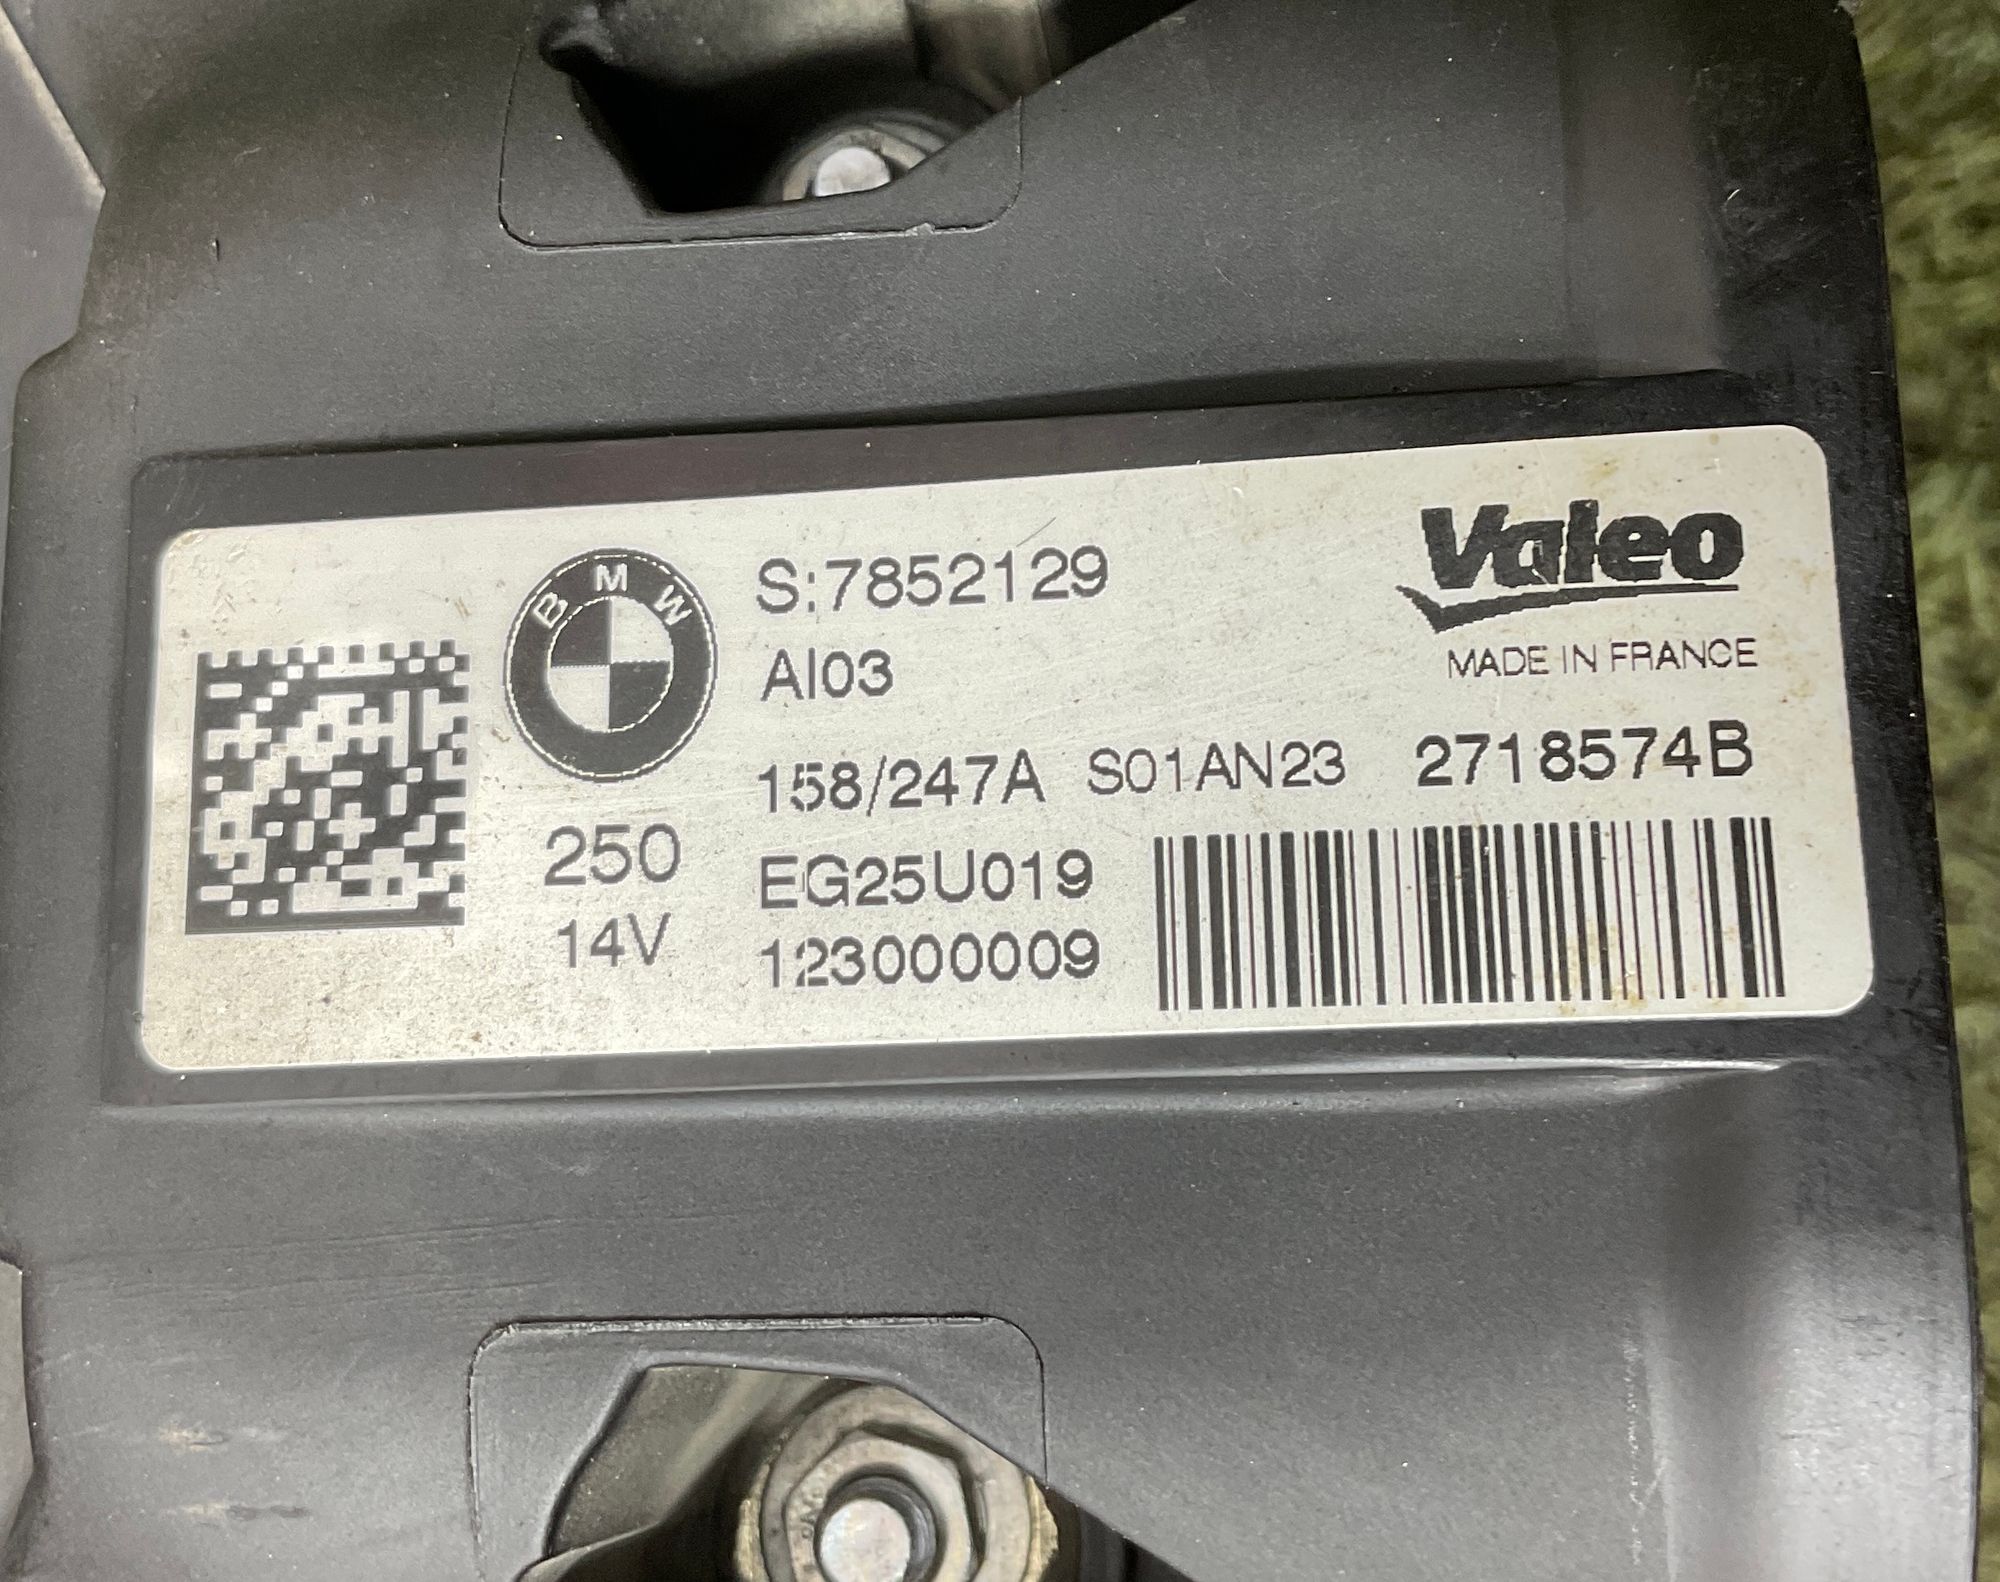 BMW
S:7852129
Valeo
AI03
MADE IN FRANCE
158/247A S01AN23 2718574B
250
EG25U019
14V
123000009